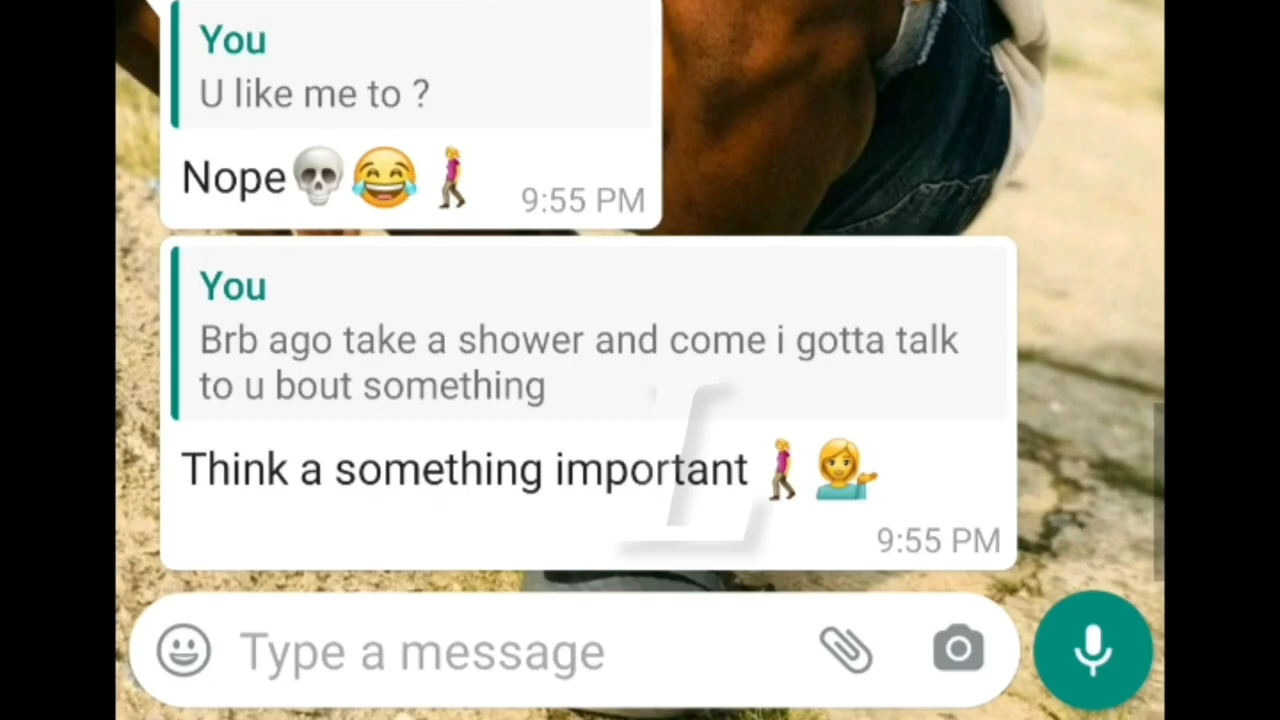 You
U like me to ?
Nope💀😂🚶‍♀️
9:55 PM
You
Brb ago take a shower and come i gotta talk
to u bout something
Think a something important🚶‍♀️💁‍♀️
9:55 PM
Type a message